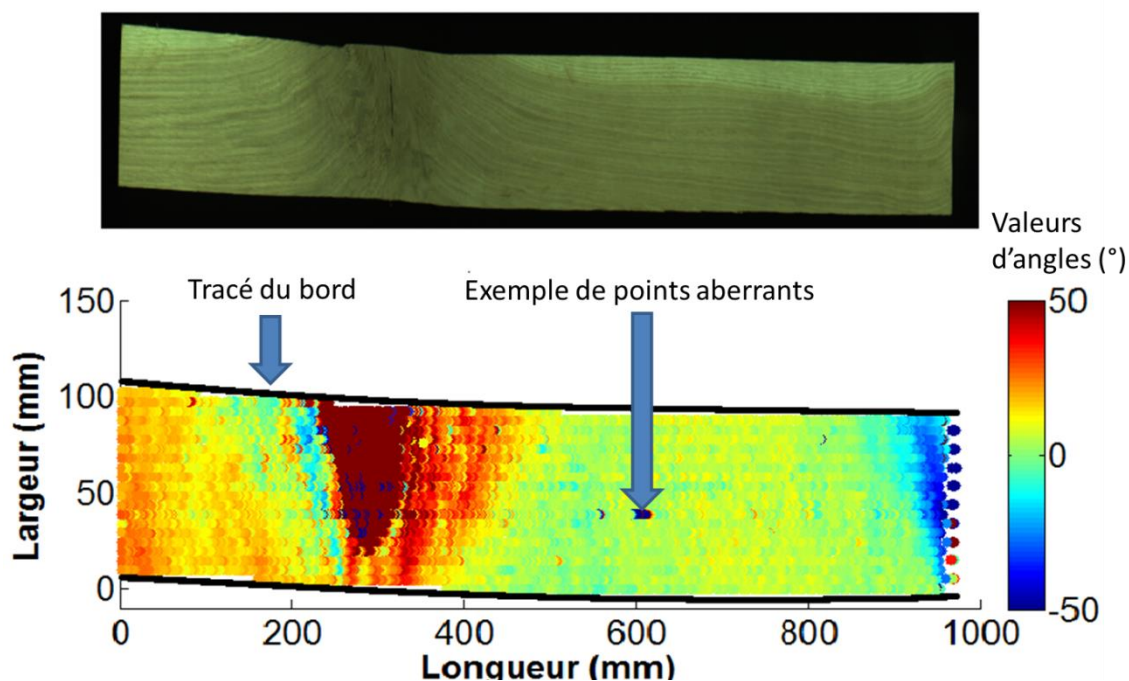 Valeurs
d'angles (°)
Tracé du bord
Exemple de points aberrants
150
100
50
0
Largeur (mm)
0
200
400
600
800
1000
Longueur (mm)
50
0
-50